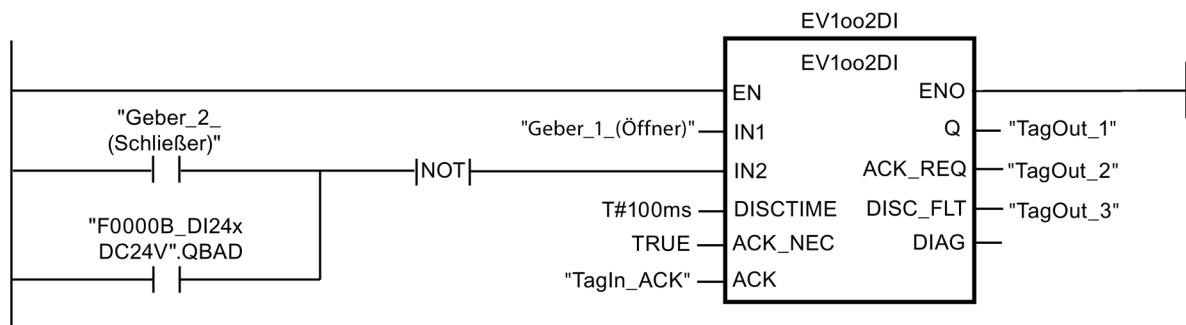 EV1oo2DI
EV1oo2DI
EN
ENO
"Geber_2_
(Schließer)"
"Geber_1_(Öffner)"
IN1
Q
"TagOut_1"
NOT
IN2
ACK_REQ
"TagOut_2"
"F0000B_DI24x
DC24V".QBAD
T#100ms
DISCTIME
DISC_FLT
"TagOut_3"
TRUE
ACK_NEC
DIAG
"TagIn_ACK"
ACK